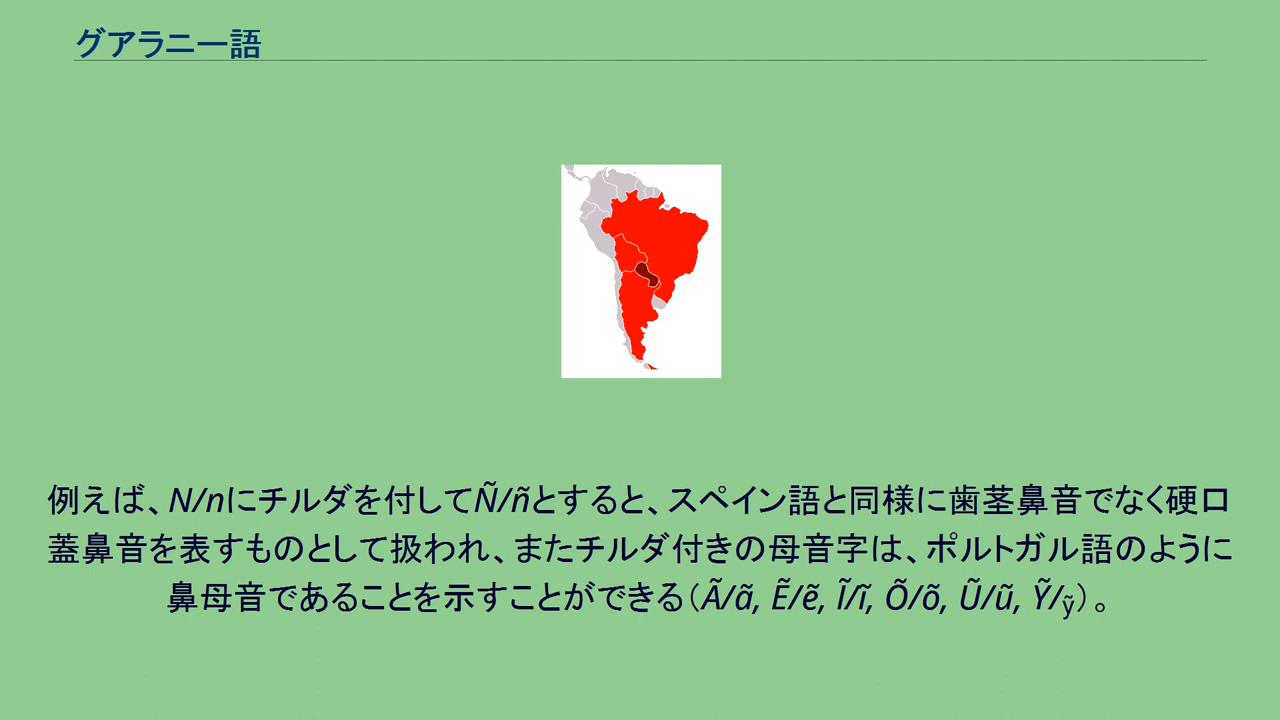 グアラニー語
例えば、N/nにチルダを付してÑ/ñとすると、スペイン語と同様に歯茎鼻音でなく硬口
蓋鼻音を表すものとして扱われ、またチルダ付きの母音字は、ポルトガル語のように
鼻母音であることを示すことができる（Ã/ã, Ẽ/ẽ, Ĩ/ĩ, Õ/õ, Ũ/ũ, Ỹ/ỹ）。